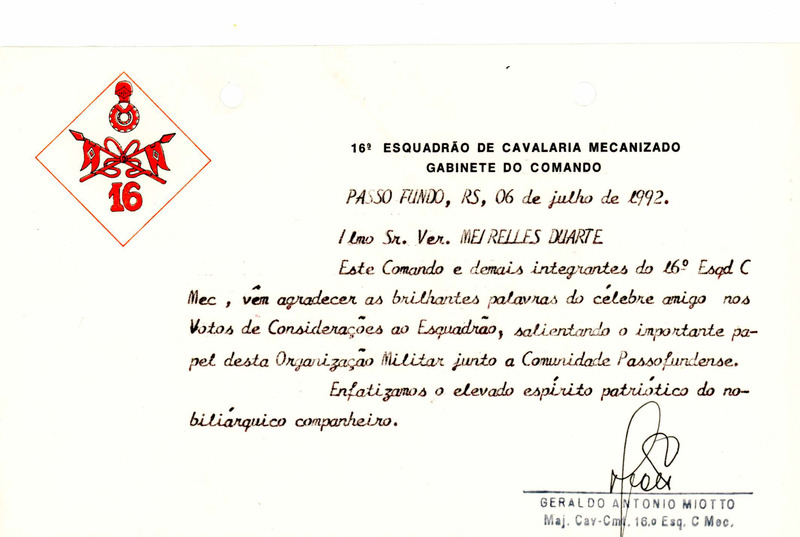 16
16º ESQUADRÃO DE CAVALARIA MECANIZADO
GABINETE DO COMANDO
PASSO FUNDO, RS, 06 de julho de 1992.
Ilmo Sr. Ver. MEIRELLES DUARTE
Este Comando e demais integrantes do 16º Esqd C
Mec , vêm agradecer as brilhantes palavras do célebre amigo nos
Votos de Considerações ao Esquadrão, salientando o importante pa-
pel desta Organização Militar junto a Comunidade Passofundense.
Enfatizamos o elevado espírito patriótico do no-
biliárquico companheiro.
GERALDO ANTONIO MIOTTO
Maj. Cav-Cmt. 16.o Esq. C Mec.